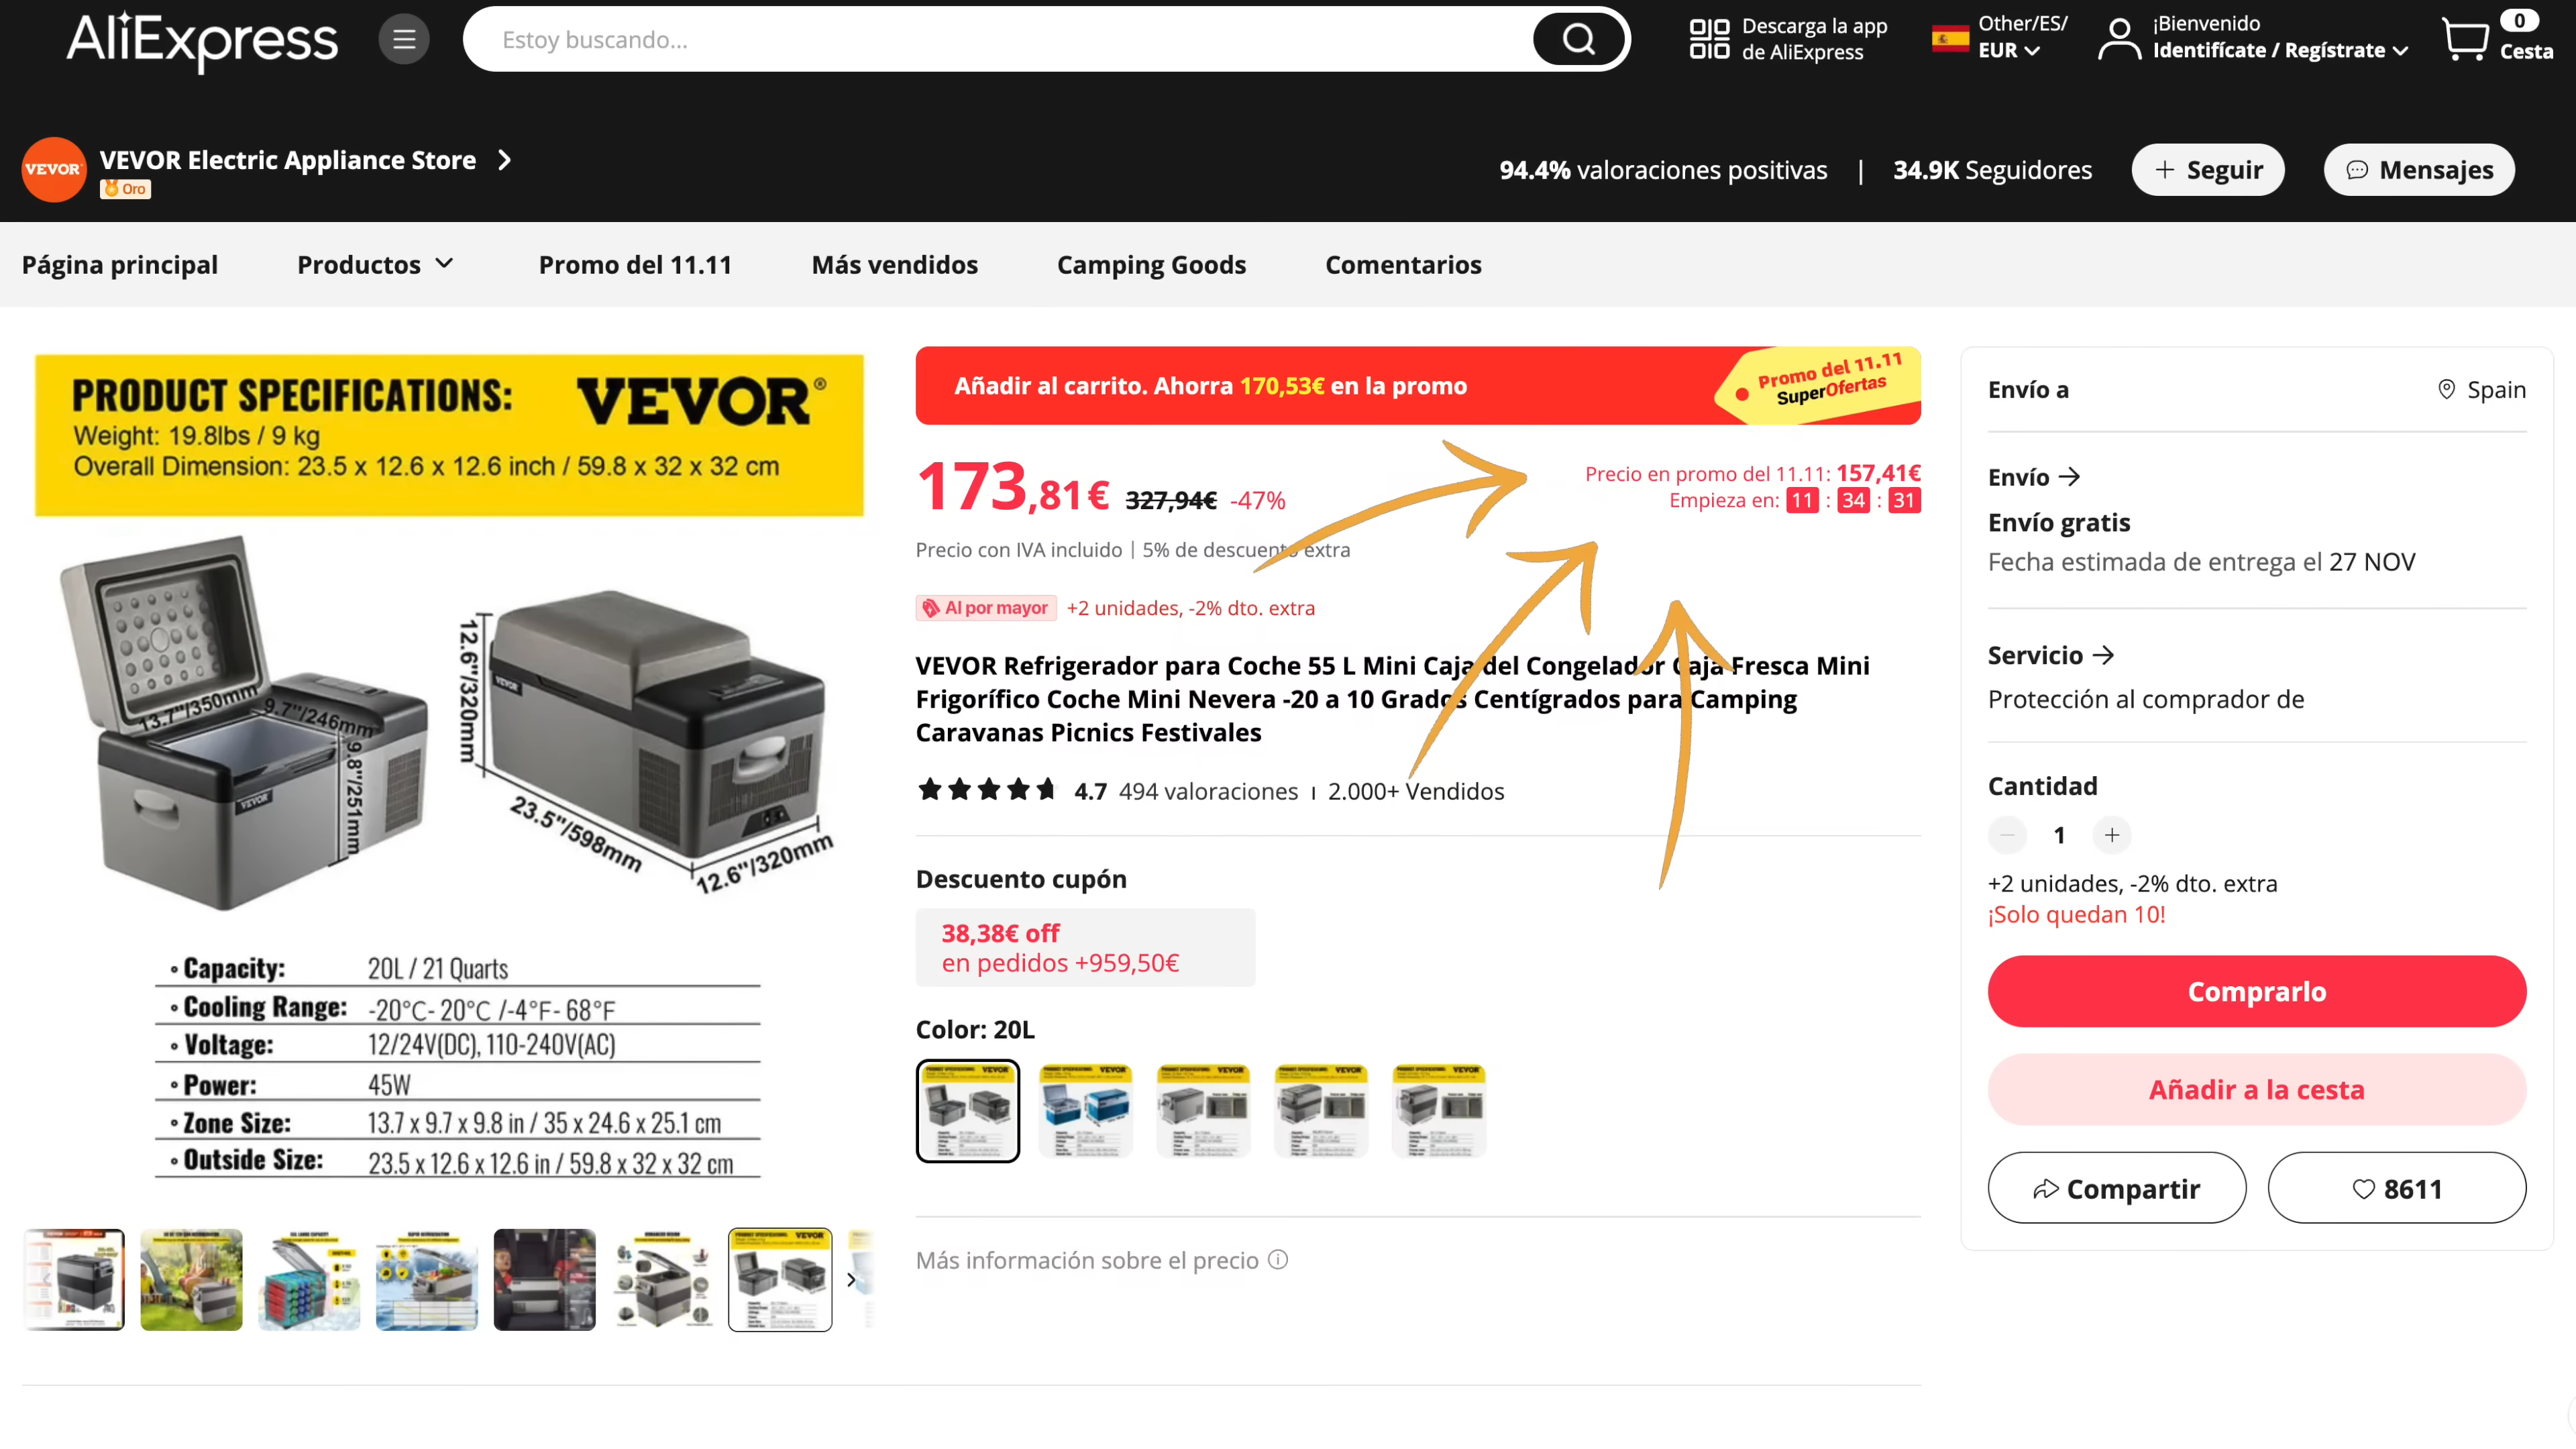 AliExpress
Estoy buscando...
Descarga la app
de AliExpress
Other/ES/
EUR
¡Bienvenido
Identifícate / Regístrate
0
Cesta
VEVOR
VEVOR Electric Appliance Store
Oro
94.4% valoraciones positivas | 34.9K Seguidores
+ Seguir
Mensajes
Página principal
Productos
Promo del 11.11
Más vendidos
Camping Goods
Comentarios
PRODUCT SPECIFICATIONS:
VEVOR®
Weight: 19.8lbs / 9 kg
Overall Dimension: 23.5 x 12.6 x 12.6 inch / 59.8 x 32 x 32 cm
13.7"/350mm
9.7"/246mm
9.8"/251mm
VEVOR
12.6"/320mm
VEVOR
23.5"/598mm
12.6"/320mm
• Capacity: 20L / 21 Quarts
• Cooling Range: -20°C- 20°C /-4°F- 68°F
• Voltage: 12/24V(DC), 110-240V(AC)
• Power: 45W
• Zone Size: 13.7 x 9.7 x 9.8 in / 35 x 24.6 x 25.1 cm
• Outside Size: 23.5 x 12.6 x 12.6 in / 59.8 x 32 x 32 cm
Añadir al carrito. Ahorra 170,53€ en la promo
Promo del 11.11
SuperOfertas
173,81€ 327,94€ -47%
Precio en promo del 11.11: 157,41€
Empieza en: 11 : 34 : 31
Precio con IVA incluido | 5% de descuento extra
Al por mayor +2 unidades, -2% dto. extra
VEVOR Refrigerador para Coche 55 L Mini Caja del Congelador Caja Fresca Mini
Frigorífico Coche Mini Nevera -20 a 10 Grados Centígrados para Camping
Caravanas Picnics Festivales
4.7 494 valoraciones | 2.000+ Vendidos
Descuento cupón
38,38€ off
en pedidos +959,50€
Color: 20L
Más información sobre el precio
Envío a
Spain
Envío
Envío gratis
Fecha estimada de entrega el 27 NOV
Servicio
Protección al comprador de
Cantidad
1
+2 unidades, -2% dto. extra
¡Solo quedan 10!
Comprarlo
Añadir a la cesta
Compartir
8611